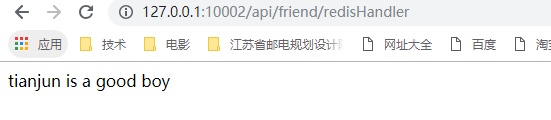 127.0.0.1:10002/api/friend/redisHandler
应用 技术 电影 江苏省邮电规划设计 网址大全 百度
tianjun is a good boy